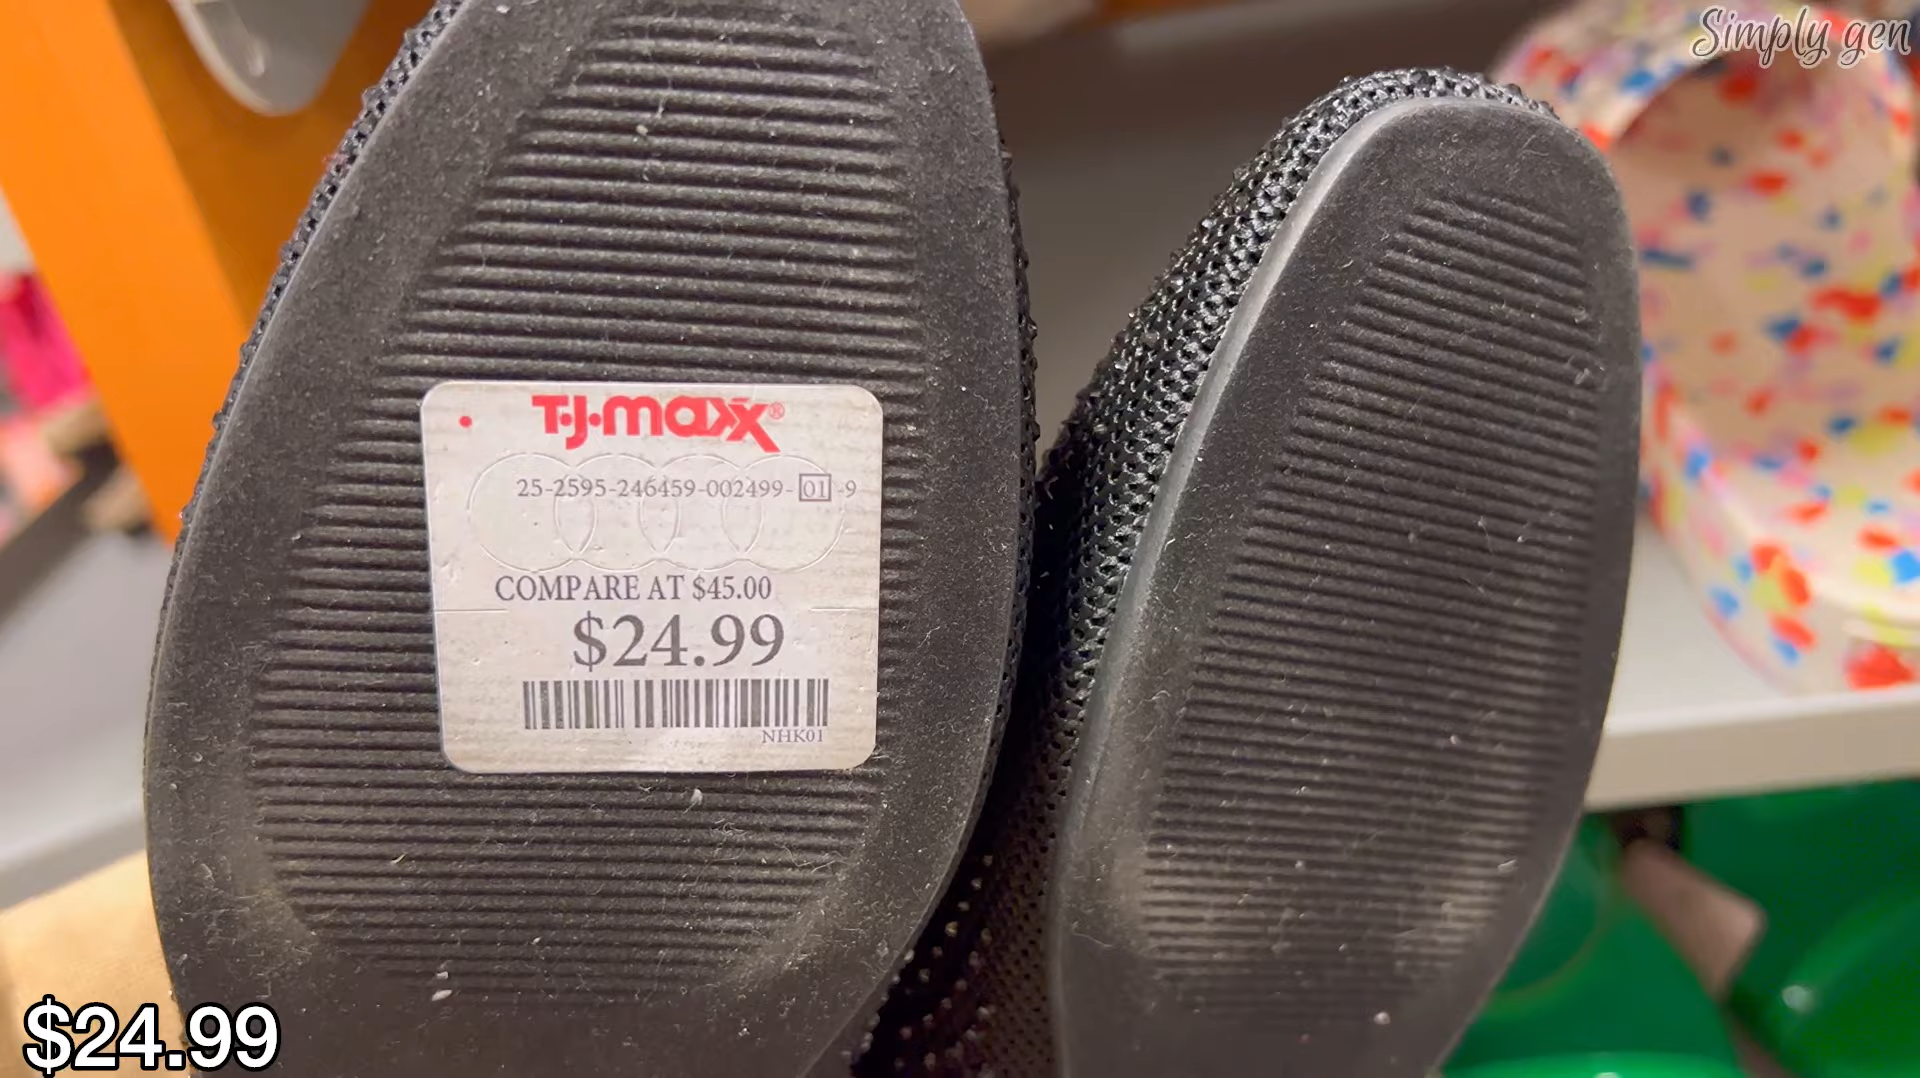 Simply gen
T.J.maxx®
25-2595-246459-002499-01-9
COMPARE AT $45.00
$24.99
NHK01
$24.99